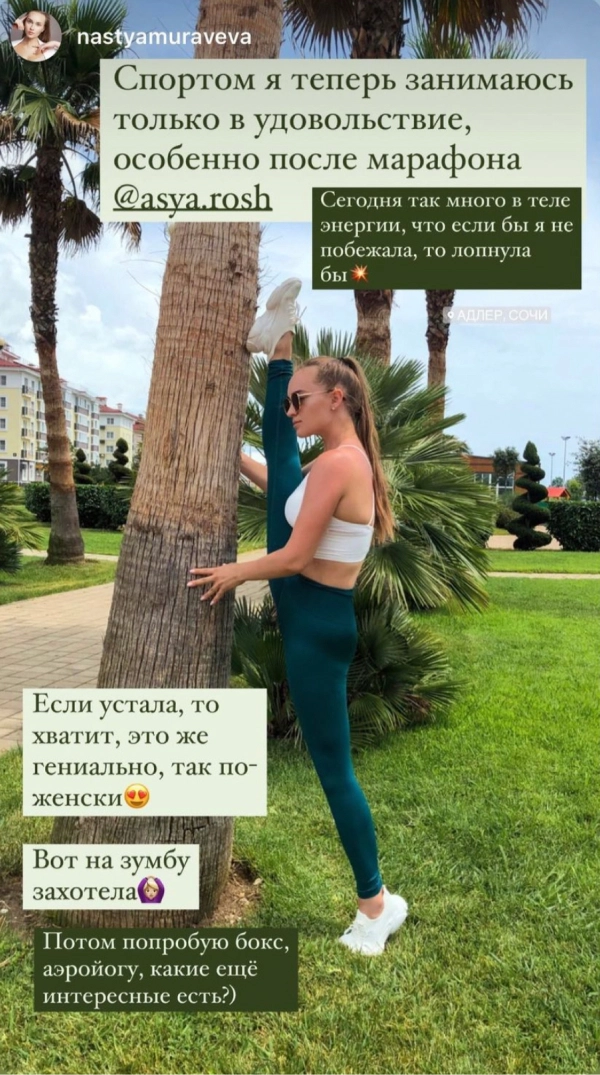 nastyamuraveva
Спортом я теперь занимаюсь
только в удовольствие,
особенно после марафона
@asya.rosh
Сегодня так много в теле
энергии, что если бы я не
побежала, то лопнула
бы💥
АДЛЕР, СОЧИ
Если устала, то
хватит, это же
гениально, так по-
женски😍
Вот на зумбу
захотела🙆🏼‍♀️
Потом попробую бокс,
аэройогу, какие ещё
интересные есть?)